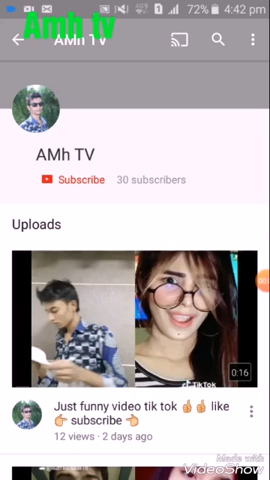 72% 4:42 pm
Amh tv
AMh TV
AMh TV
Subscribe 30 subscribers
Uploads
TikTok
0:16
Just funny video tik tok 👍👍 like
👉 subscribe 👈
12 views · 2 days ago
Made with
VideoShow